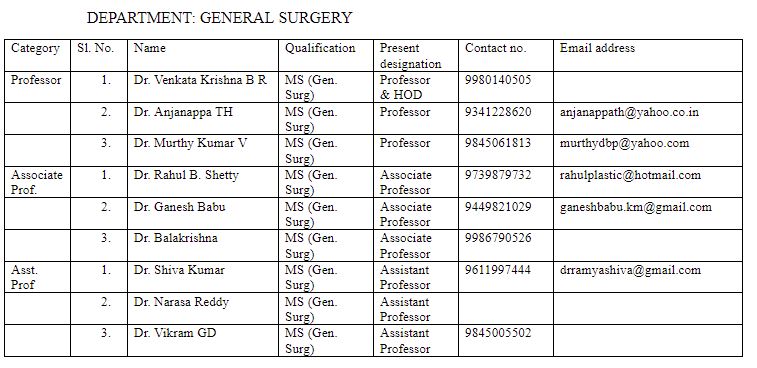 DEPARTMENT: GENERAL SURGERY
Category Sl. No. Name Qualification Present designation Contact no. Email address
Professor 1. Dr. Venkata Krishna B R MS (Gen. Surg) Professor & HOD 9980140505
2. Dr. Anjanappa TH MS (Gen. Surg) Professor 9341228620 anjanappath@yahoo.co.in
3. Dr. Murthy Kumar V MS (Gen. Surg) Professor 9845061813 murthydbp@yahoo.com
Associate Prof. 1. Dr. Rahul B. Shetty MS (Gen. Surg) Associate Professor 9739879732 rahulplastic@hotmail.com
2. Dr. Ganesh Babu MS (Gen. Surg) Associate Professor 9449821029 ganeshbabu.km@gmail.com
3. Dr. Balakrishna MS (Gen. Surg) Associate Professor 9986790526
Asst. Prof 1. Dr. Shiva Kumar MS (Gen. Surg) Assistant Professor 9611997444 drramyashiva@gmail.com
2. Dr. Narasa Reddy MS (Gen. Surg) Assistant Professor
3. Dr. Vikram GD MS (Gen. Surg) Assistant Professor 9845005502